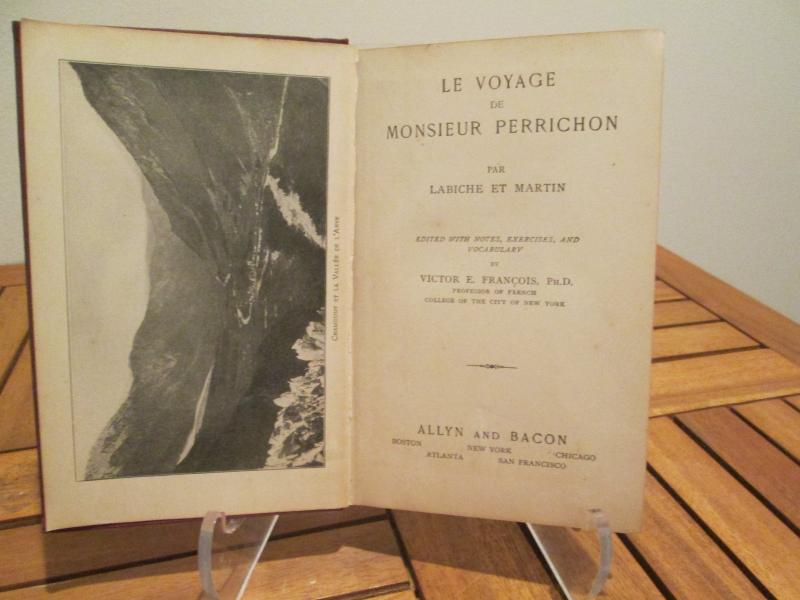 CHAMOUNY ET LA VALLÉE DE L'ARVE
LE VOYAGE
DE
MONSIEUR PERRICHON
PAR
LABICHE ET MARTIN
EDITED WITH NOTES, EXERCISES, AND
VOCABULARY
BY
VICTOR E. FRANÇOIS, PH.D.
PROFESSOR OF FRENCH
COLLEGE OF THE CITY OF NEW YORK
ALLYN AND BACON
BOSTON NEW YORK CHICAGO
ATLANTA SAN FRANCISCO